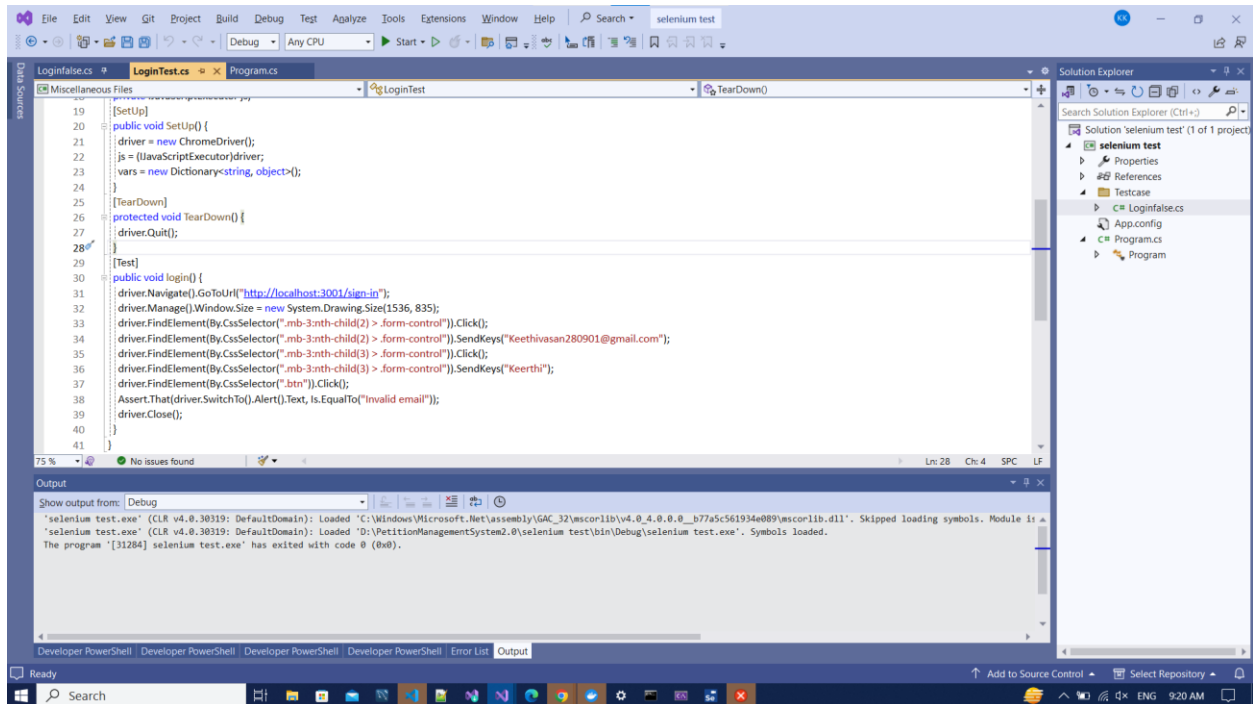 File Edit View Git Project Build Debug Test Analyze Tools Extensions Window Help Search selenium test KK
Debug Any CPU Start
Data Sources
Loginfalse.cs LoginTest.cs Program.cs
Miscellaneous Files LoginTest TearDown()
19 [SetUp]
20 public void SetUp() {
21 driver = new ChromeDriver();
22 js = (IJavaScriptExecutor)driver;
23 vars = new Dictionary<string, object>();
24 }
25 [TearDown]
26 protected void TearDown() {
27 driver.Quit();
28 }
29 [Test]
30 public void login() {
31 driver.Navigate().GoToUrl("http://localhost:3001/sign-in");
32 driver.Manage().Window.Size = new System.Drawing.Size(1536, 835);
33 driver.FindElement(By.CssSelector(".mb-3:nth-child(2) > .form-control")).Click();
34 driver.FindElement(By.CssSelector(".mb-3:nth-child(2) > .form-control")).SendKeys("Keethivasan280901@gmail.com");
35 driver.FindElement(By.CssSelector(".mb-3:nth-child(3) > .form-control")).Click();
36 driver.FindElement(By.CssSelector(".mb-3:nth-child(3) > .form-control")).SendKeys("Keerthi");
37 driver.FindElement(By.CssSelector(".btn")).Click();
38 Assert.That(driver.SwitchTo().Alert().Text, Is.EqualTo("Invalid email"));
39 driver.Close();
40 }
41 }
75 % No issues found Ln: 28 Ch: 4 SPC LF
Output
Show output from: Debug
'selenium test.exe' (CLR v4.0.30319: DefaultDomain): Loaded 'C:\Windows\Microsoft.Net\assembly\GAC_32\mscorlib\v4.0_4.0.0.0__b77a5c561934e089\mscorlib.dll'. Skipped loading symbols. Module is
'selenium test.exe' (CLR v4.0.30319: DefaultDomain): Loaded 'D:\PetitionManagementSystem2.0\selenium test\bin\Debug\selenium test.exe'. Symbols loaded.
The program '[31284] selenium test.exe' has exited with code 0 (0x0).
Developer PowerShell Developer PowerShell Developer PowerShell Developer PowerShell Error List Output
Solution Explorer
Search Solution Explorer (Ctrl+;)
Solution 'selenium test' (1 of 1 project)
selenium test
Properties
References
Testcase
C# Loginfalse.cs
App.config
C# Program.cs
Program
Ready Add to Source Control Select Repository
Search ENG 9:20 AM